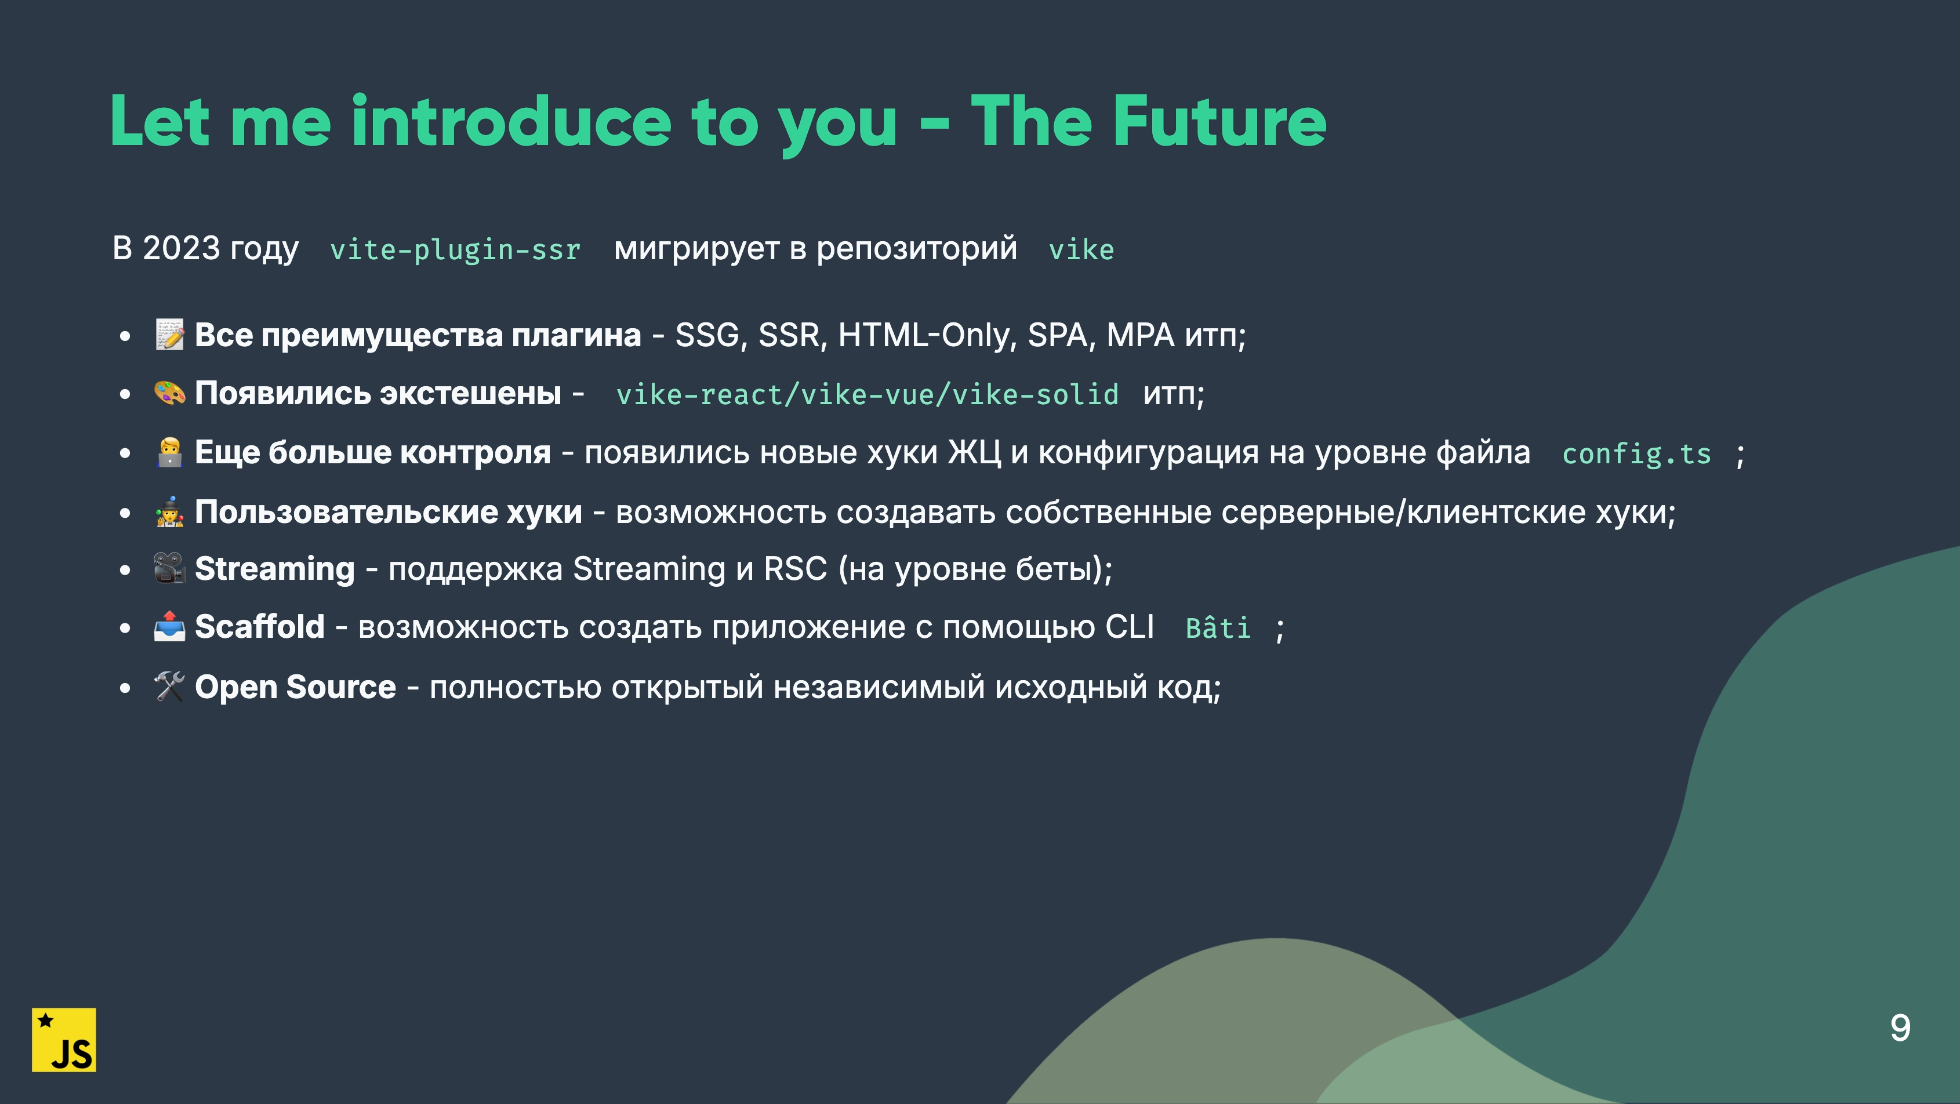 Let me introduce to you - The Future
В 2023 году vite-plugin-ssr мигрирует в репозиторий vike
• 📝 Все преимущества плагина - SSG, SSR, HTML-Only, SPA, MPA итп;
• 🎨 Появились экстешены - vike-react/vike-vue/vike-solid итп;
• 🧑‍💻 Еще больше контроля - появились новые хуки ЖЦ и конфигурация на уровне файла config.ts ;
• 🤹 Пользовательские хуки - возможность создавать собственные серверные/клиентские хуки;
• 🎥 Streaming - поддержка Streaming и RSC (на уровне беты);
• 📤 Scaffold - возможность создать приложение с помощью CLI Bâti ;
• 🛠 Open Source - полностью открытый независимый исходный код;
JS
9